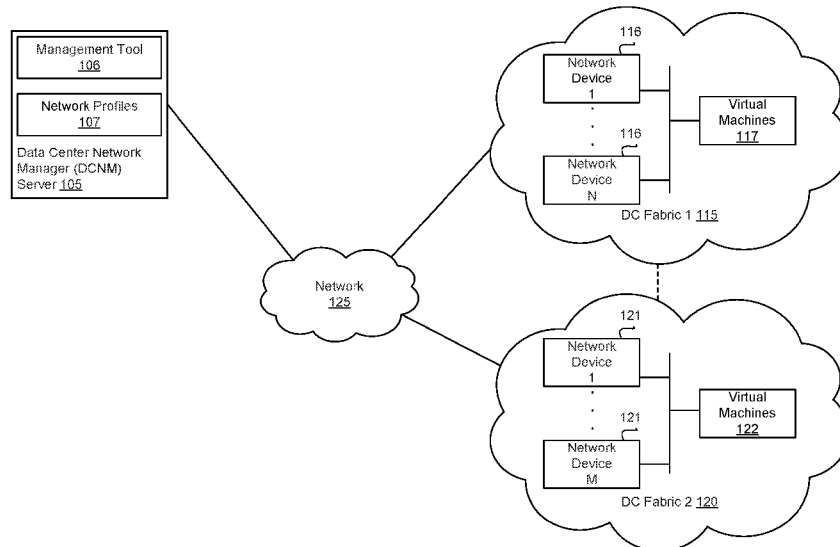 Management Tool
106
Network Profiles
107
Data Center Network
Manager (DCNM)
Server 105
Network
125
116
Network
Device
1
116
Network
Device
N
Virtual
Machines
117
DC Fabric 1 115
121
Network
Device
1
121
Network
Device
M
Virtual
Machines
122
DC Fabric 2 120